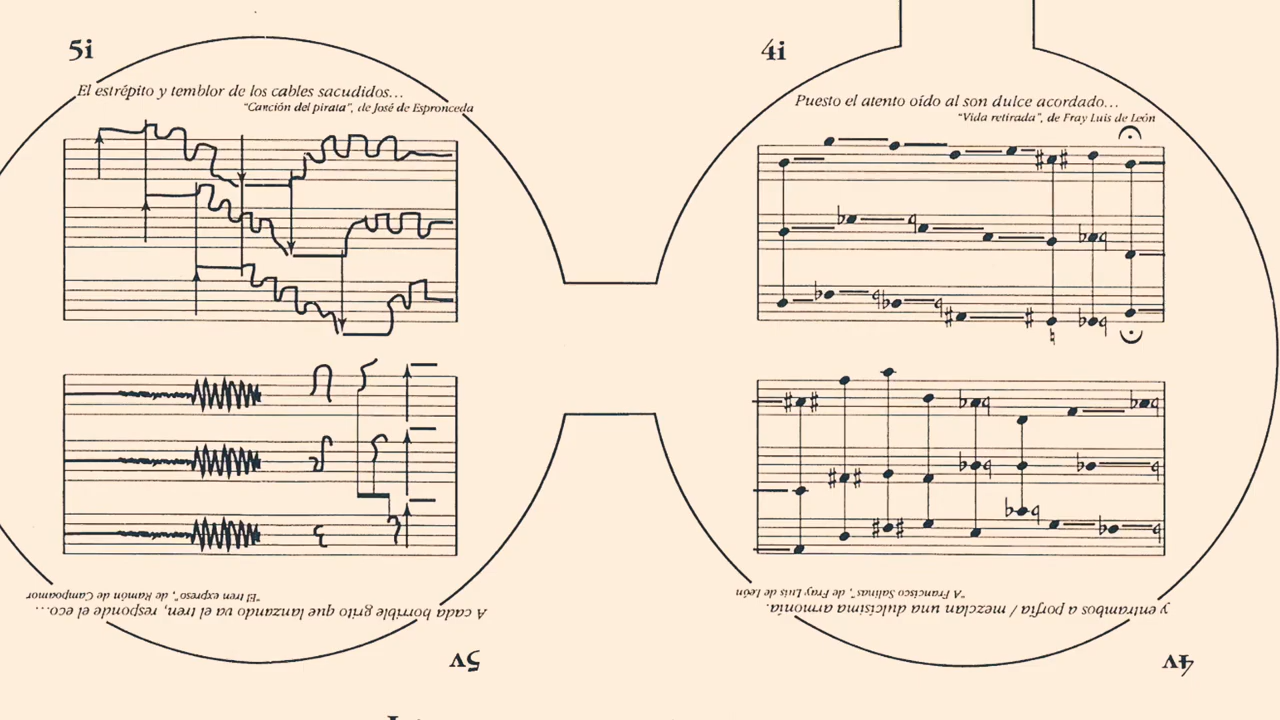 5i
El estrépito y temblor de los cables sacudidos...
"Canción del pirata", de José de Espronceda
4i
Puesto el atento oído al son dulce acordado...
"Vida retirada", de Fray Luis de León
A cada horrible grito que lanzando va el tren, responde el eco...
"El tren expreso", de Ramón de Campoamor
5v
y entrambos a porfía / mezclan una dulcísima armonía.
"A Francisco Salinas", de Fray Luis de León
4v